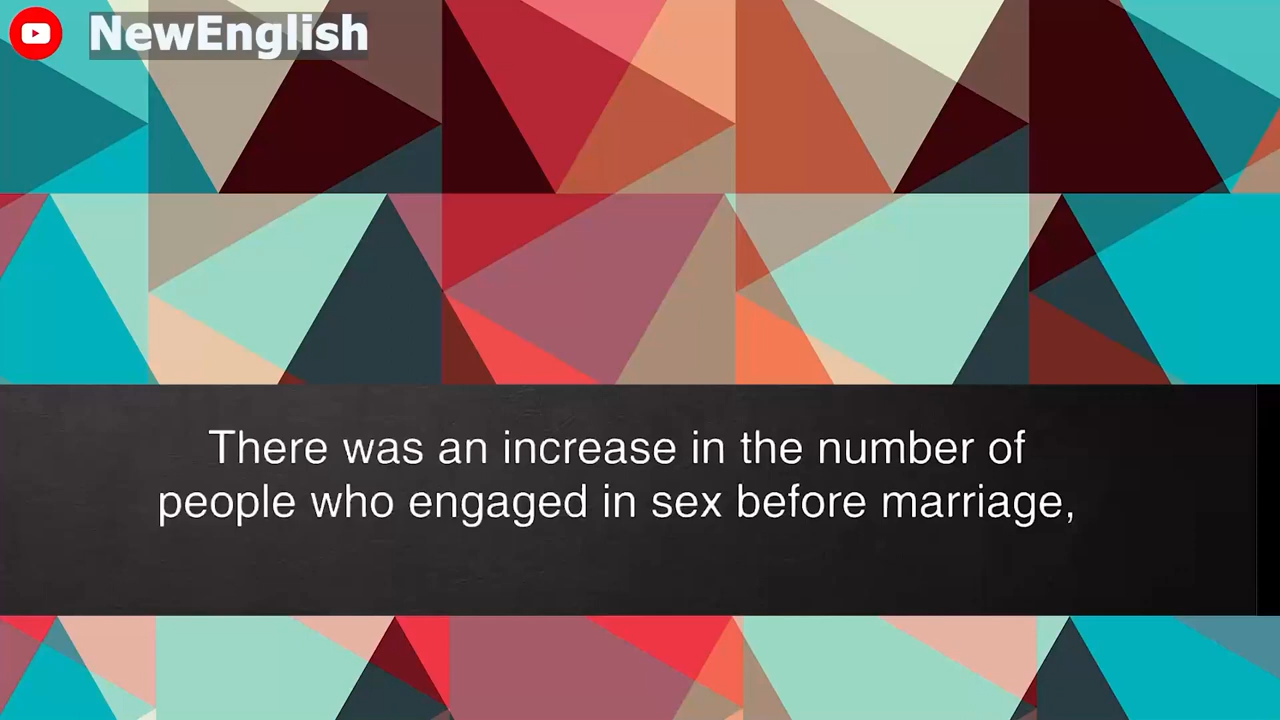 NewEnglish
There was an increase in the number of
people who engaged in sex before marriage,